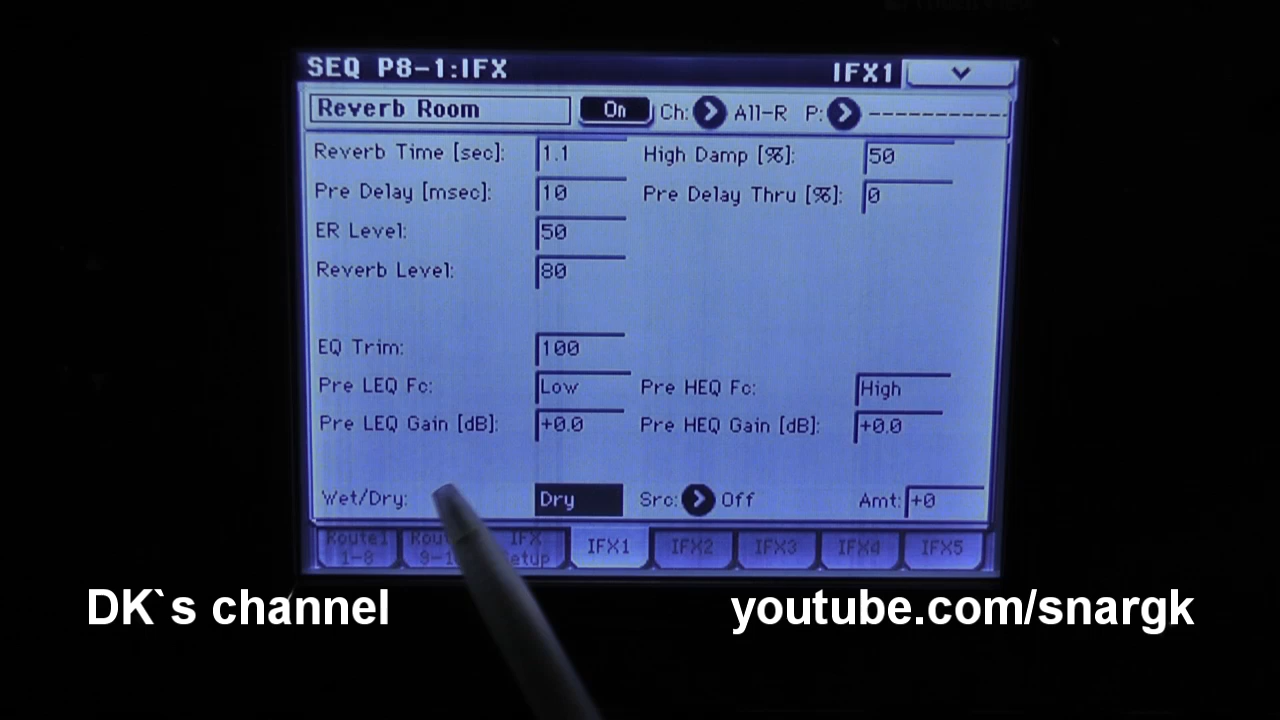 SEQ P8-1:IFX IFX1
Reverb Room On Ch: All-R P: ---------------
Reverb Time [sec]: 1.1 High Damp [%]: 50
Pre Delay [msec]: 10 Pre Delay Thru [%]: 0
ER Level: 50
Reverb Level: 80
EQ Trim: 100
Pre LEQ Fc: Low Pre HEQ Fc: High
Pre LEQ Gain [dB]: +0.0 Pre HEQ Gain [dB]: +0.0
Wet/Dry: Dry Src: Off Amt: +0
Route1 IFX IFX1 IFX2 IFX3 IFX4 IFX5
1-8
DK`s channel youtube.com/snargk